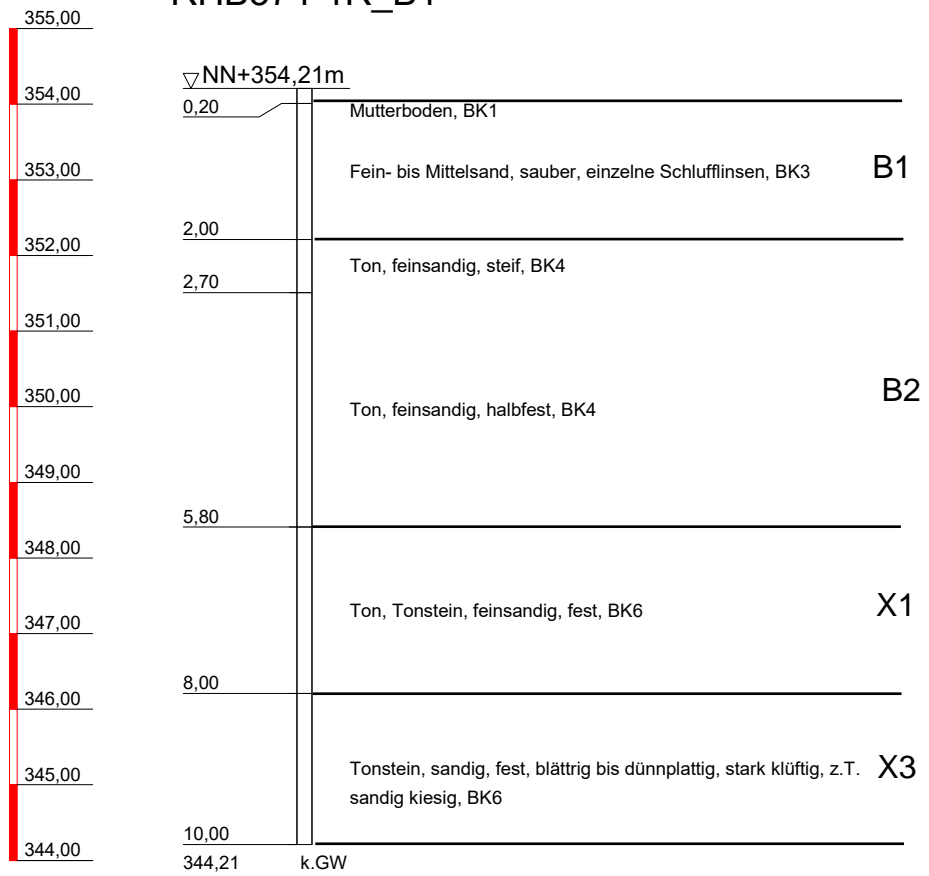 355,00
NN+354,21m
354,00
0,20
Mutterboden, BK1
353,00
Fein- bis Mittelsand, sauber, einzelne Schlufflinsen, BK3
B1
2,00
352,00
Ton, feinsandig, steif, BK4
2,70
351,00
350,00
Ton, feinsandig, halbfest, BK4
B2
349,00
5,80
348,00
Ton, Tonstein, feinsandig, fest, BK6
X1
347,00
8,00
346,00
Tonstein, sandig, fest, blättrig bis dünnplattig, stark klüftig, z.T.
sandig kiesig, BK6
X3
345,00
10,00
344,00
344,21
k.GW